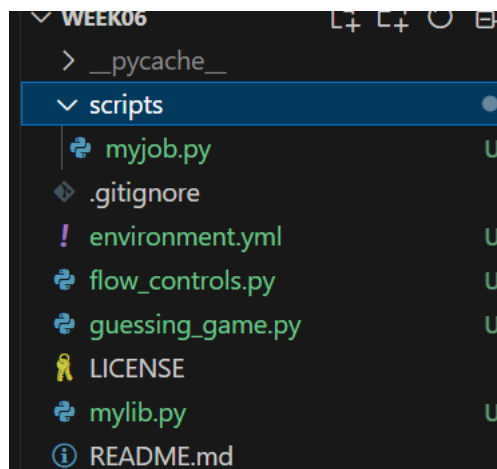 WEEK06
__pycache__
scripts
myjob.py U
.gitignore
! environment.yml U
flow_controls.py U
guessing_game.py U
LICENSE
mylib.py U
README.md